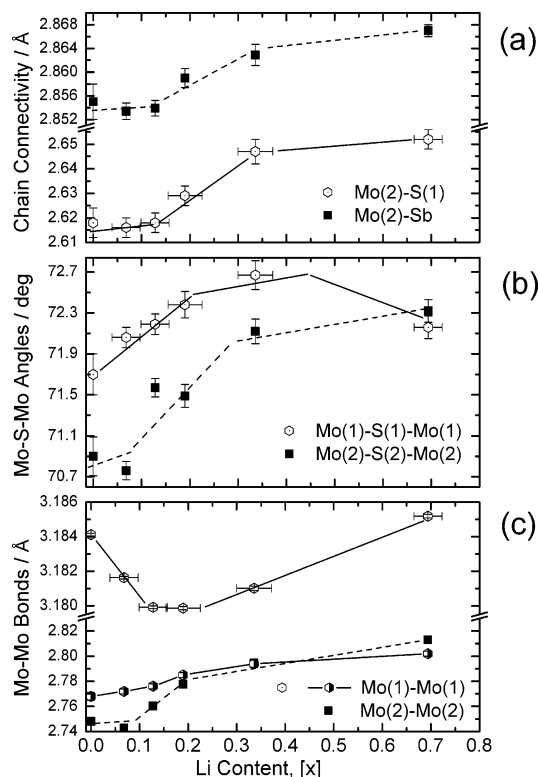 (a)
Chain Connectivity / Å
2.868
2.864
2.860
2.856
2.852
2.65
2.64
2.63
2.62
2.61
Mo(2)-S(1)
Mo(2)-Sb
(b)
Mo-S-Mo Angles / deg
72.7
72.3
71.9
71.5
71.1
70.7
Mo(1)-S(1)-Mo(1)
Mo(2)-S(2)-Mo(2)
(c)
Mo-Mo Bonds / Å
3.186
3.184
3.182
3.180
2.82
2.80
2.78
2.76
2.74
Mo(1)-Mo(1)
Mo(2)-Mo(2)
0.0 0.1 0.2 0.3 0.4 0.5 0.6 0.7 0.8
Li Content, [x]